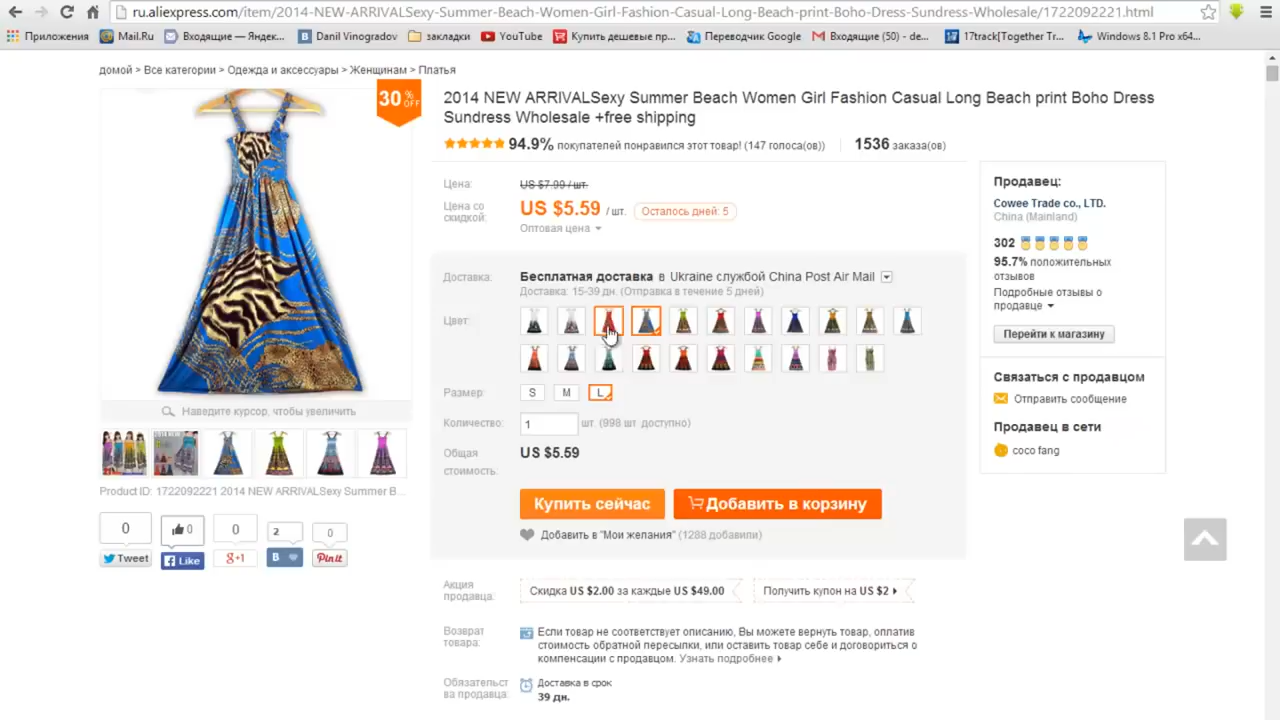 ru.aliexpress.com/item/2014-NEW-ARRIVALSexy-Summer-Beach-Women-Girl-Fashion-Casual-Long-Beach-print-Boho-Dress-Sundress-Wholesale/1722092221.html
Приложения Mail.Ru Входящие — Яндек... Danil Vinogradov закладки YouTube Купить дешевые пр... Переводчик Google Входящие (50) - de... 17track[Together Tr... Windows 8.1 Pro x64...
домой > Все категории > Одежда и аксессуары > Женщинам > Платья
30 % OFF
2014 NEW ARRIVALSexy Summer Beach Women Girl Fashion Casual Long Beach print Boho Dress
Sundress Wholesale +free shipping
94.9% покупателей понравился этот товар! (147 голоса(ов)) 1536 заказа(ов)
Цена: US $7.99 / шт.
Цена со скидкой: US $5.59 / шт. Осталось дней: 5
Оптовая цена
Доставка: Бесплатная доставка в Ukraine службой China Post Air Mail
Доставка: 15-39 дн. (Отправка в течение 5 дней)
Цвет:
Размер: S M L
Количество: 1 шт. (998 шт. доступно)
Общая стоимость: US $5.59
Купить сейчас Добавить в корзину
Добавить в "Мои желания" (1288 добавили)
Акция продавца: Скидка US $2.00 за каждые US $49.00 Получить купон на US $2
Возврат товара: Если товар не соответствует описанию, Вы можете вернуть товар, оплатив
стоимость обратной пересылки, или оставить товар себе и договориться о
компенсации с продавцом. Узнать подробнее
Обязательст ва продавца: Доставка в срок
39 дн.
Продавец:
Cowee Trade co., LTD.
China (Mainland)
302
95.7% положительных
отзывов
Подробные отзывы о
продавце
Перейти к магазину
Связаться с продавцом
Отправить сообщение
Продавец в сети
coco fang
Наведите курсор, чтобы увеличить
Product ID: 1722092221 2014 NEW ARRIVALSexy Summer B...
0 0 0 2 0
Tweet Like g+1 B Pin it